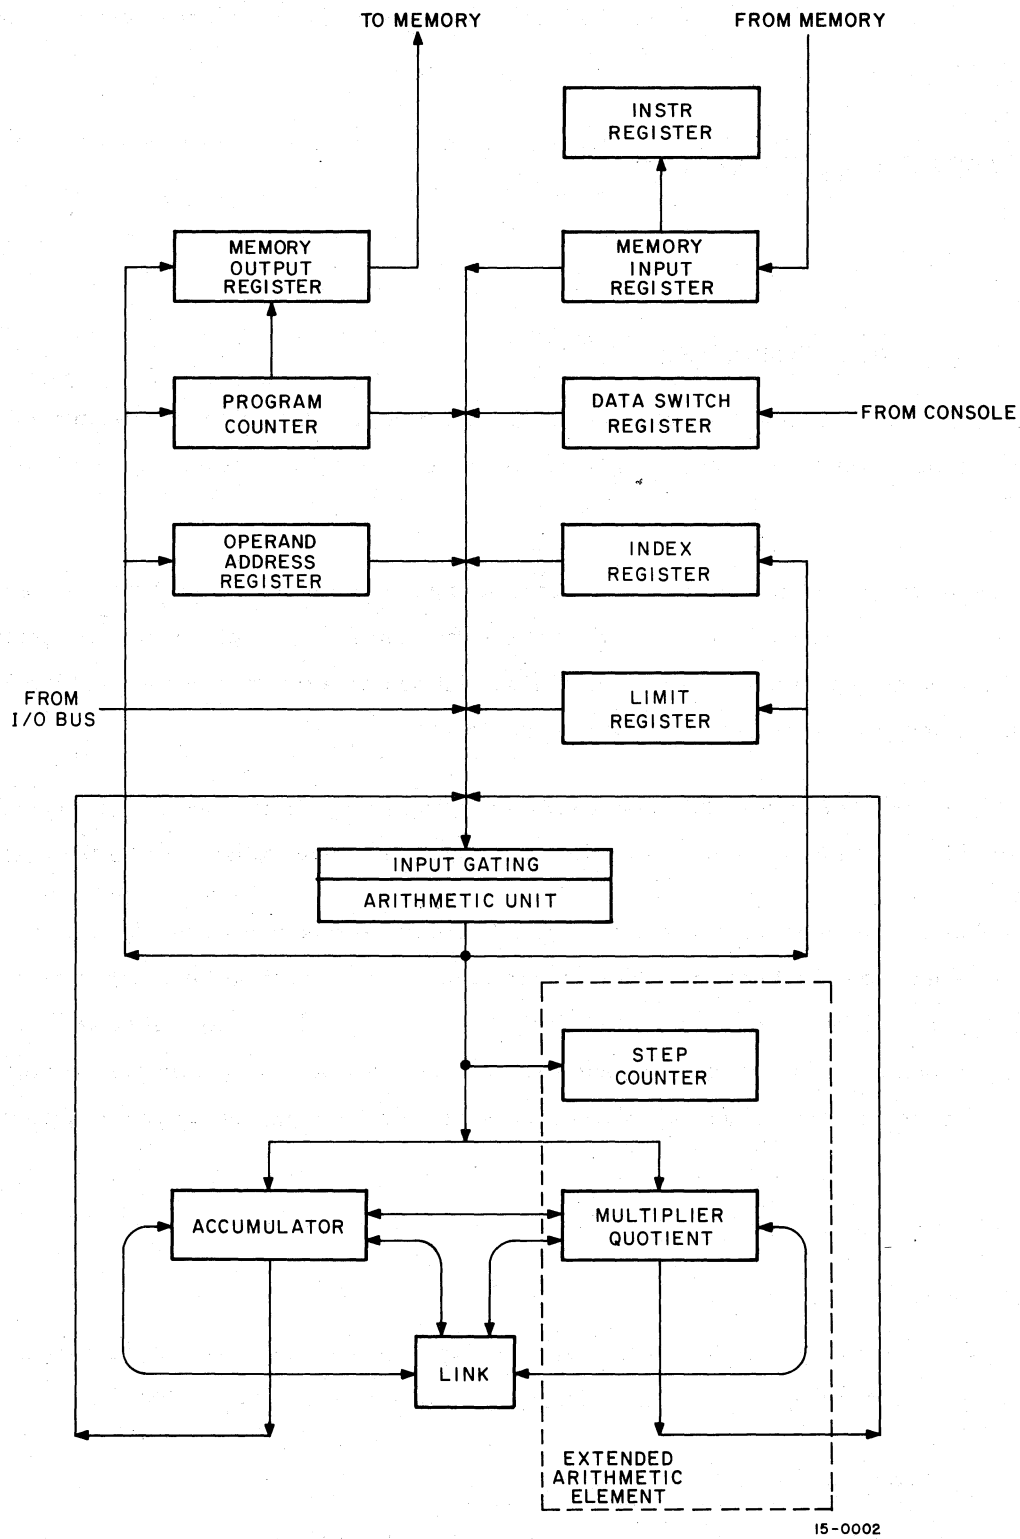 TO MEMORY
FROM MEMORY
INSTR
REGISTER
MEMORY
OUTPUT
REGISTER
MEMORY
INPUT
REGISTER
PROGRAM
COUNTER
DATA SWITCH
REGISTER
FROM CONSOLE
OPERAND
ADDRESS
REGISTER
INDEX
REGISTER
FROM
I/O BUS
LIMIT
REGISTER
INPUT GATING
ARITHMETIC UNIT
STEP
COUNTER
ACCUMULATOR
MULTIPLIER
QUOTIENT
LINK
EXTENDED
ARITHMETIC
ELEMENT
15-0002